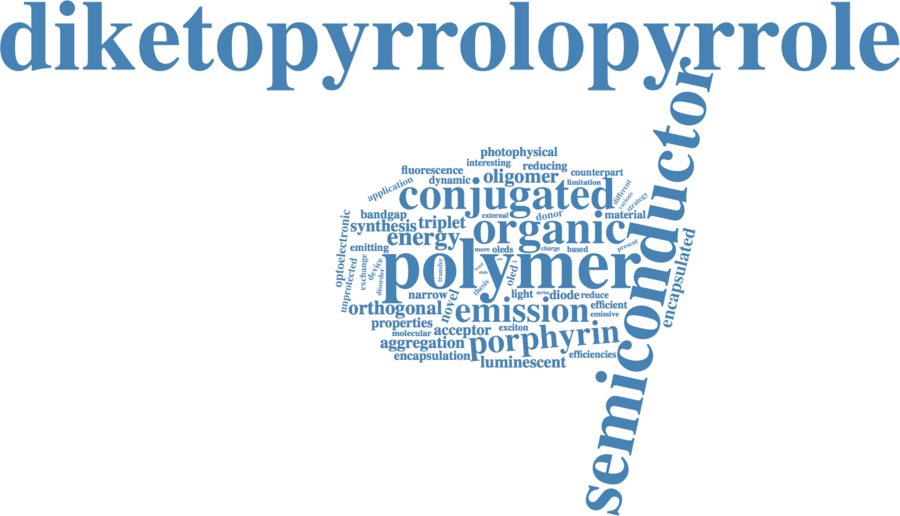 diketopyrrolopyrrole
semiconductor
photophysical
interesting
reducing
fluorescence
counterpart
dynamic
oligomer
limitation
application
conjugated
different
various
strategy
bandgap
external
donor
material
synthesis
triplet
organic
optoelectronic
energy
emitting
more
oleds
charge
based
present
encapsulated
exchange
device
disorder
polymer
transfer
oled
thesis
unprotected
narrow
novel
light
diode
reduce
orthogonal
emission
efficient
emissive
properties
molecular
acceptor
exciton
porphyrin
aggregation
encapsulation
luminescent
efficiencies